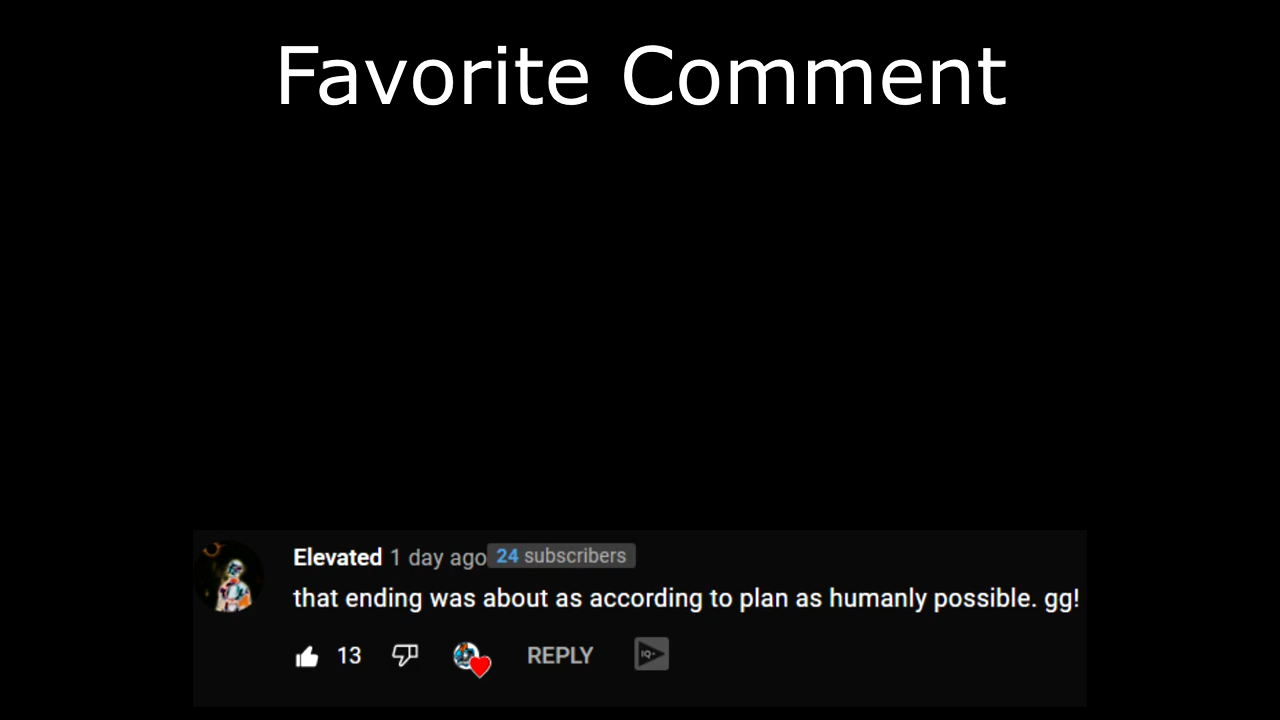 Favorite Comment
Elevated 1 day ago 24 subscribers
that ending was about as according to plan as humanly possible. gg!
13 REPLY IQ